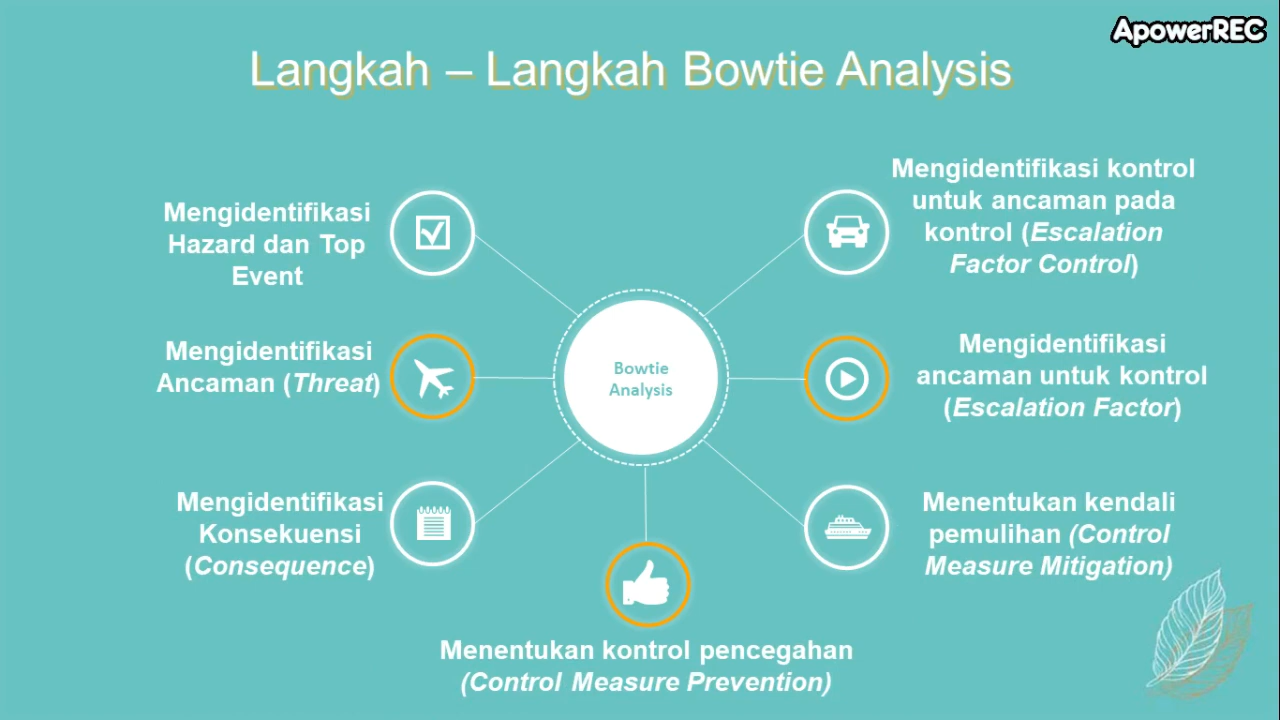 ApowerREC
Langkah – Langkah Bowtie Analysis
Mengidentifikasi
Hazard dan Top
Event
Mengidentifikasi
Ancaman (Threat)
Mengidentifikasi
Konsekuensi
(Consequence)
Bowtie
Analysis
Menentukan kontrol pencegahan
(Control Measure Prevention)
Mengidentifikasi kontrol
untuk ancaman pada
kontrol (Escalation
Factor Control)
Mengidentifikasi
ancaman untuk kontrol
(Escalation Factor)
Menentukan kendali
pemulihan (Control
Measure Mitigation)